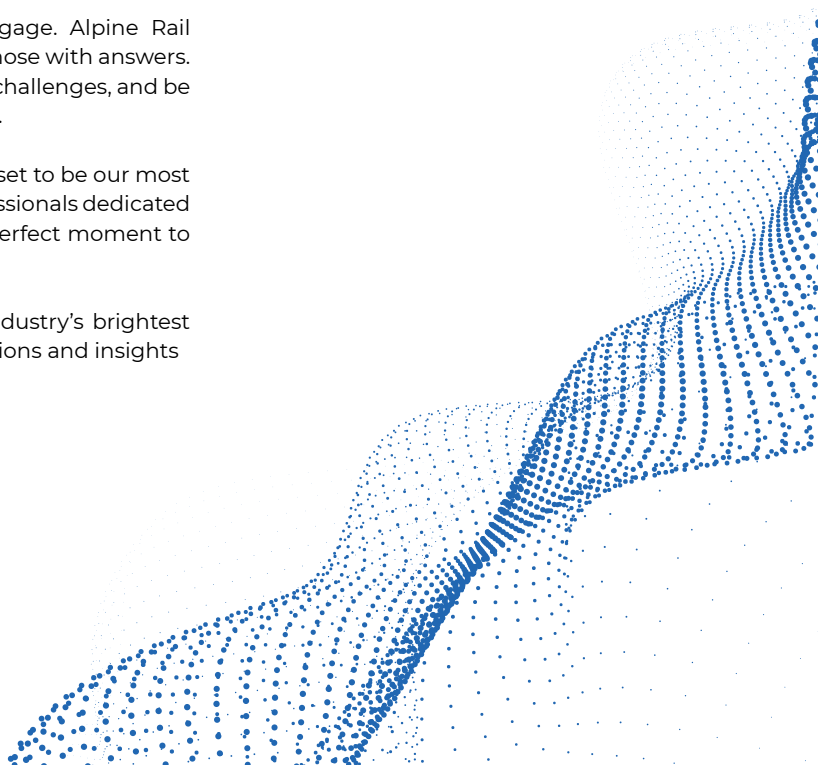 gage. Alpine Rail
nose with answers.
challenges, and be
.
set to be our most
ssionals dedicated
erfect moment to
dustry’s brightest
ions and insights